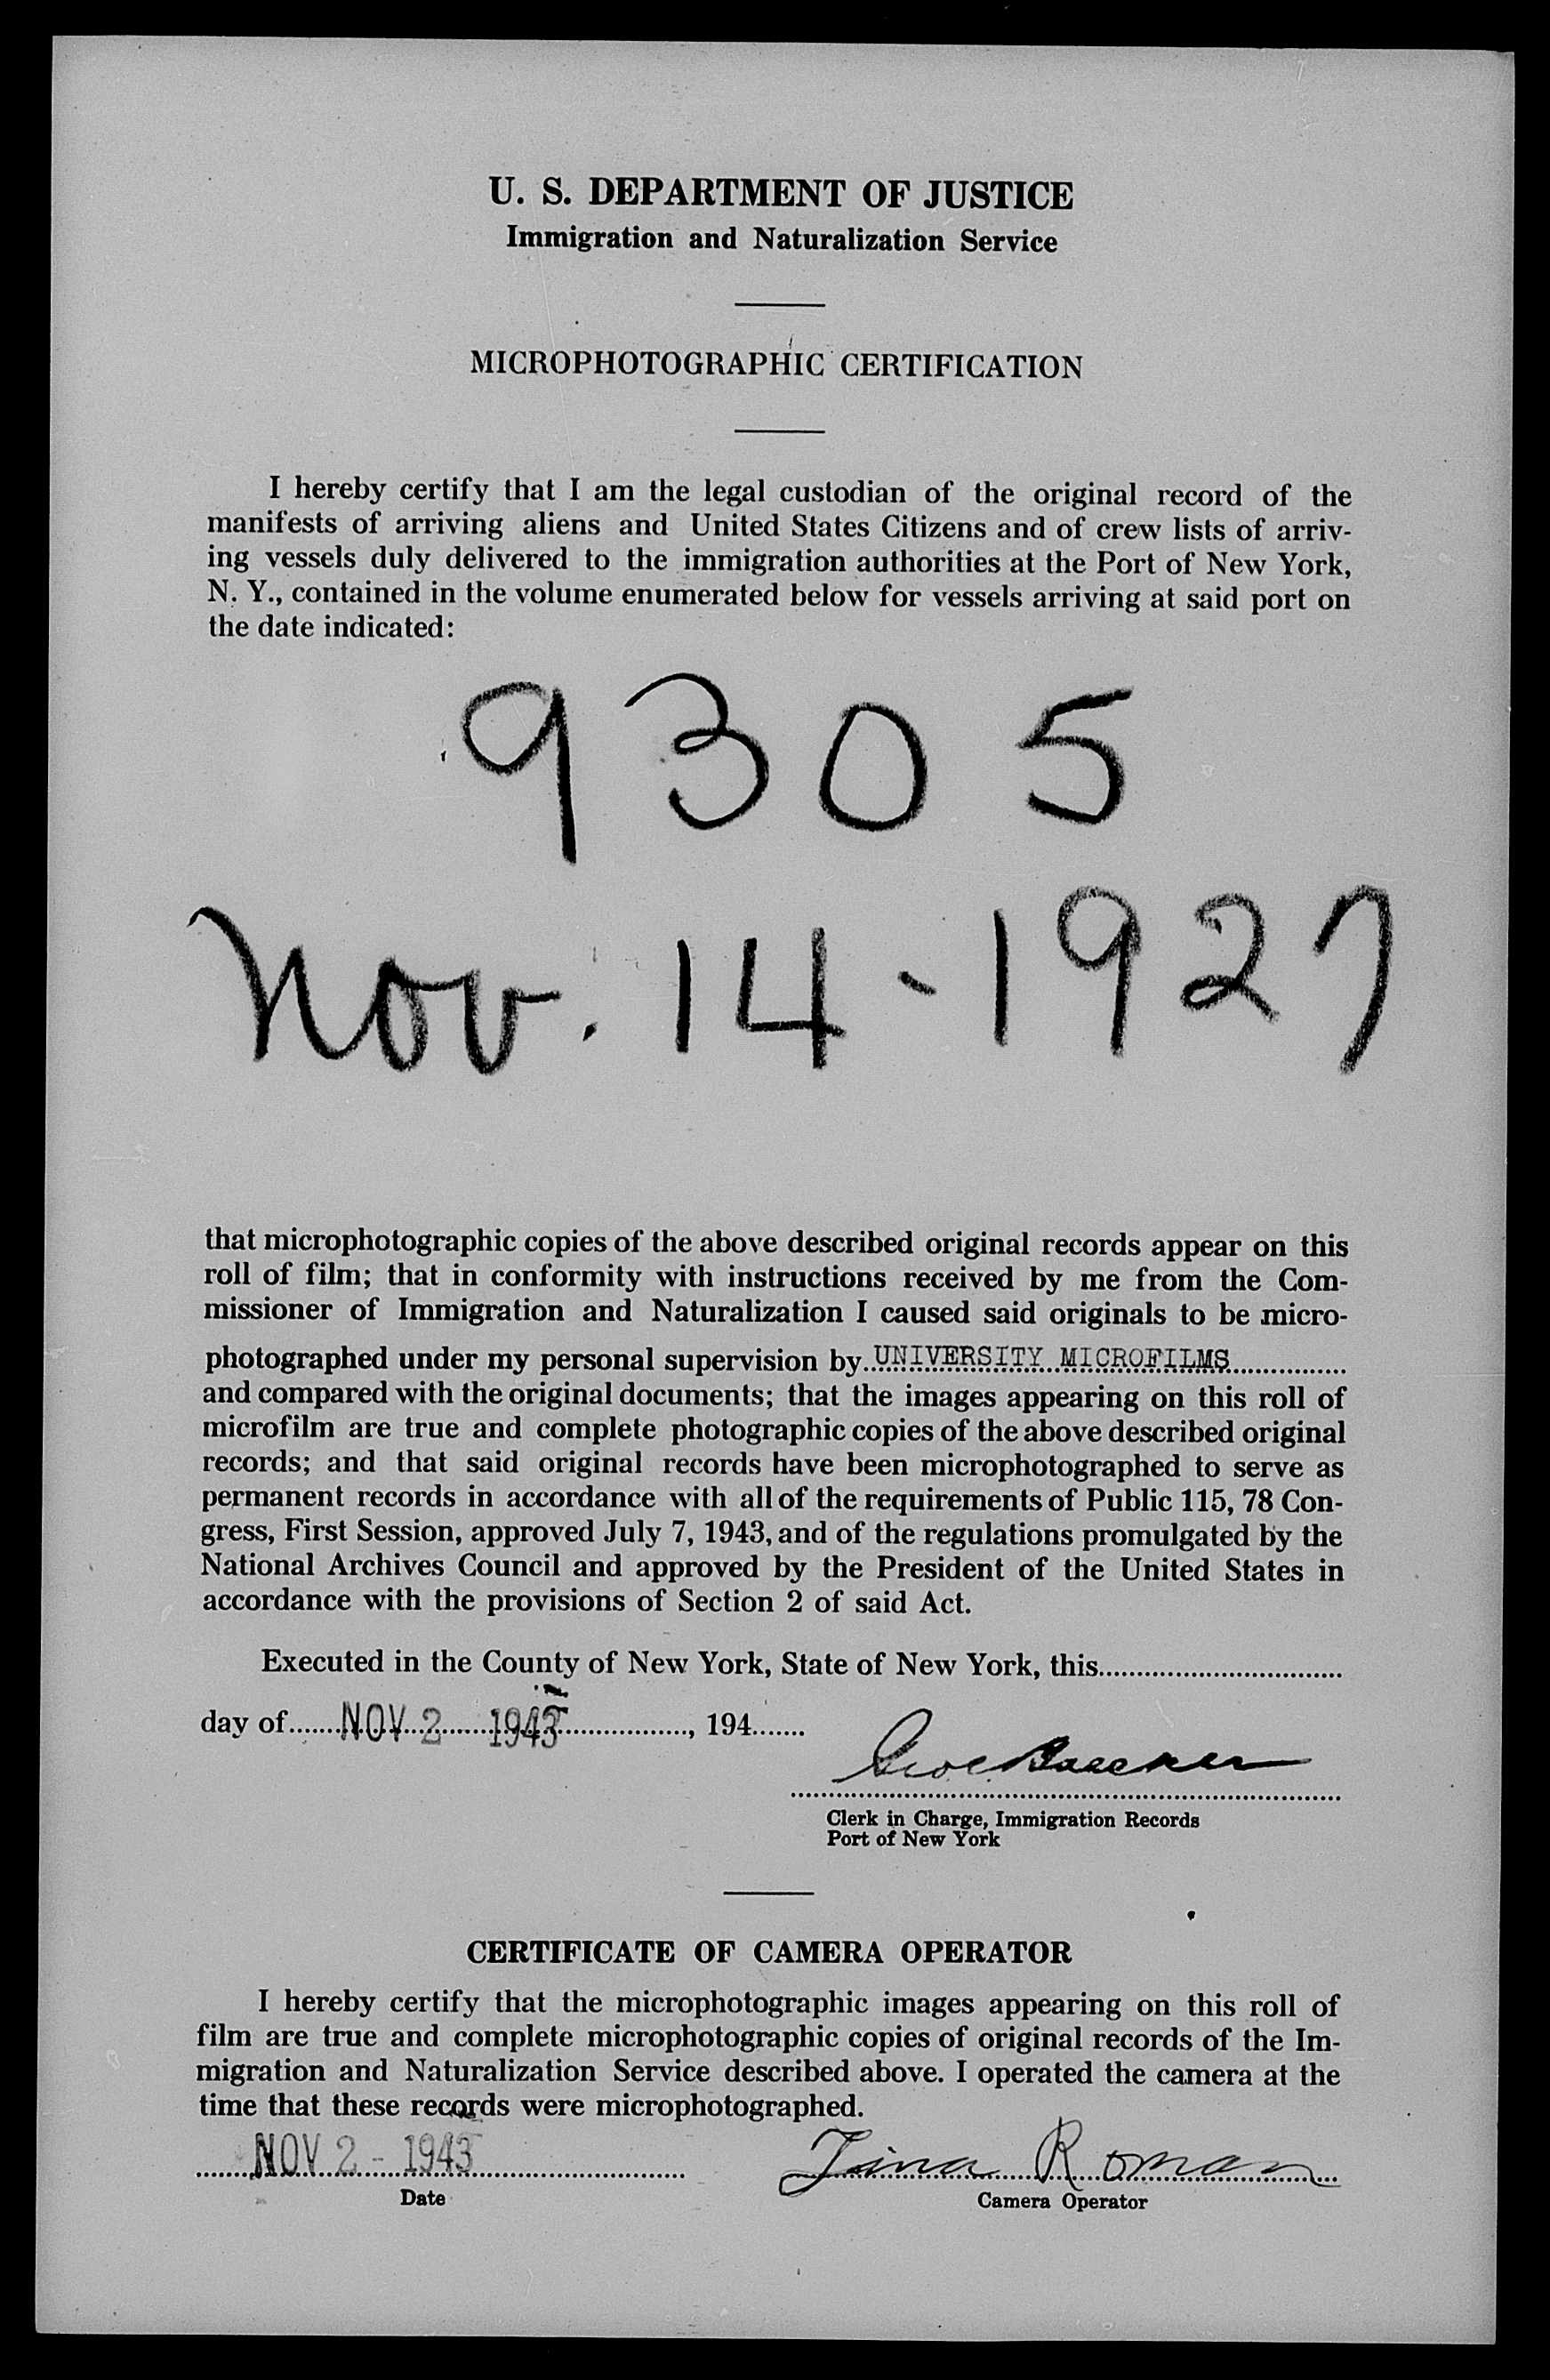 U. S. DEPARTMENT OF JUSTICE
Immigration and Naturalization Service
MICROPHOTOGRAPHIC CERTIFICATION
I hereby certify that I am the legal custodian of the original record of the
manifests of arriving aliens and United States Citizens and of crew lists of arriv-
ing vessels duly delivered to the immigration authorities at the Port of New York,
N. Y., contained in the volume enumerated below for vessels arriving at said port on
the date indicated:
9305
Nov. 14-1927
that microphotographic copies of the above described original records appear on this
roll of film; that in conformity with instructions received by me from the Com-
missioner of Immigration and Naturalization I caused said originals to be micro-
photographed under my personal supervision by UNIVERSITY MICROFILMS
and compared with the original documents; that the images appearing on this roll of
microfilm are true and complete photographic copies of the above described original
records; and that said original records have been microphotographed to serve as
permanent records in accordance with all of the requirements of Public 115, 78 Con-
gress, First Session, approved July 7, 1943, and of the regulations promulgated by the
National Archives Council and approved by the President of the United States in
accordance with the provisions of Section 2 of said Act.
Executed in the County of New York, State of New York, this
day of NOV 2 1943, 194
Clerk in Charge, Immigration Records
Port of New York
CERTIFICATE OF CAMERA OPERATOR
I hereby certify that the microphotographic images appearing on this roll of
film are true and complete microphotographic copies of original records of the Im-
migration and Naturalization Service described above. I operated the camera at the
time that these records were microphotographed.
NOV 2 - 1943 Tina Roman
Date
Camera Operator